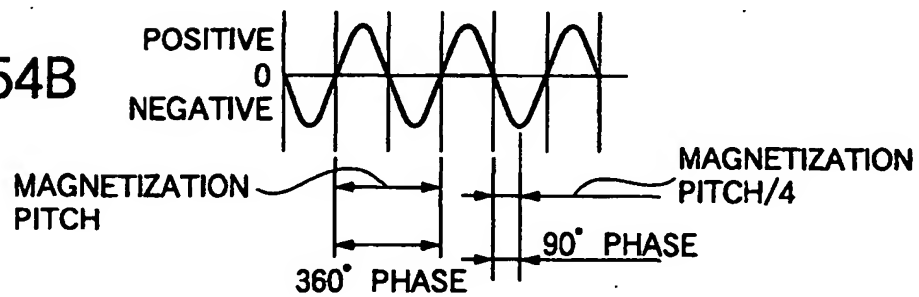 54B
POSITIVE
0
NEGATIVE
MAGNETIZATION
PITCH
MAGNETIZATION
PITCH/4
360° PHASE
90° PHASE